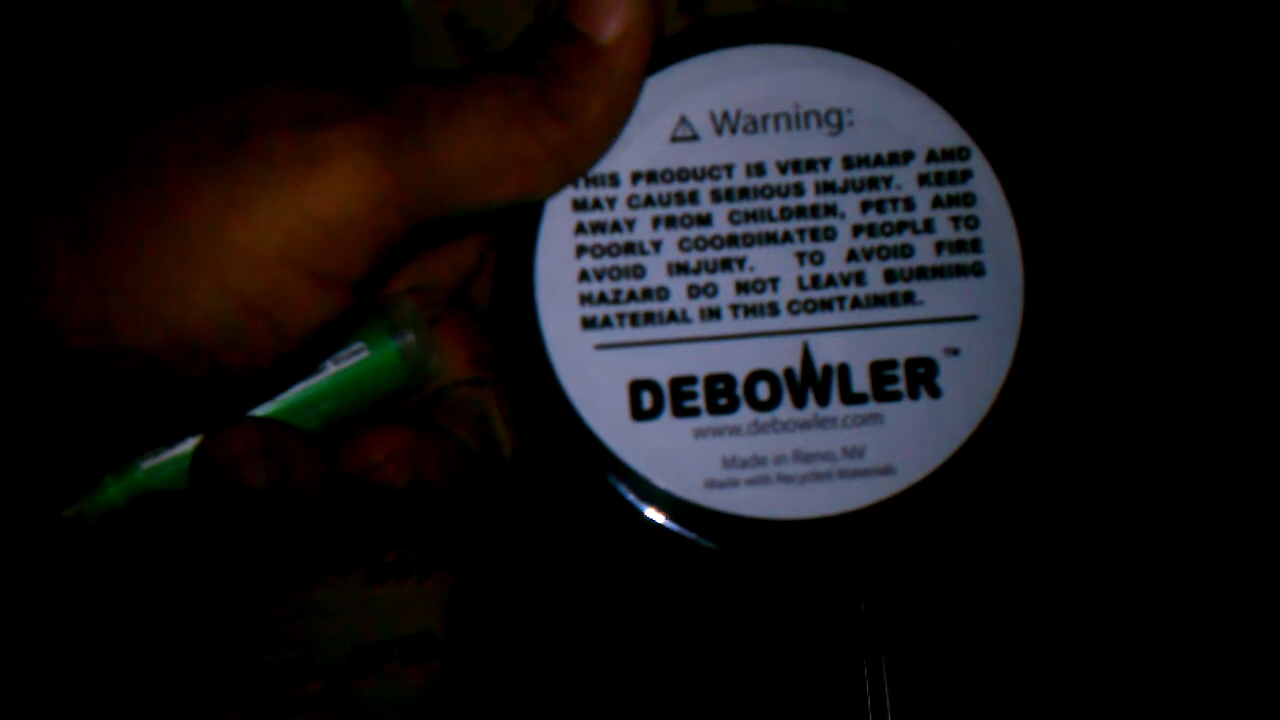 Warning:
THIS PRODUCT IS VERY SHARP AND
MAY CAUSE SERIOUS INJURY. KEEP
AWAY FROM CHILDREN, PETS AND
POORLY COORDINATED PEOPLE TO
AVOID INJURY. TO AVOID FIRE
HAZARD DO NOT LEAVE BURNING
MATERIAL IN THIS CONTAINER.
DEBOWLER™
www.debowler.com
Made in Reno, NV
Made with Recycled Materials